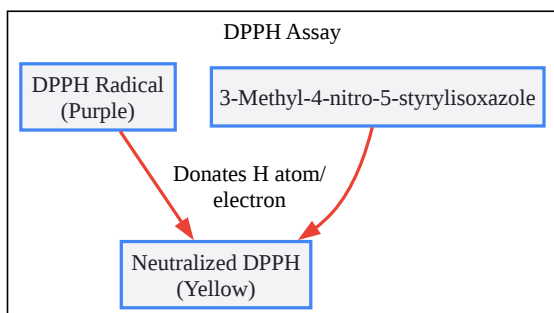 DPPH Assay
DPPH Radical
(Purple)
3-Methyl-4-nitro-5-styrylisoxazole
Donates H atom/
electron
Neutralized DPPH
(Yellow)